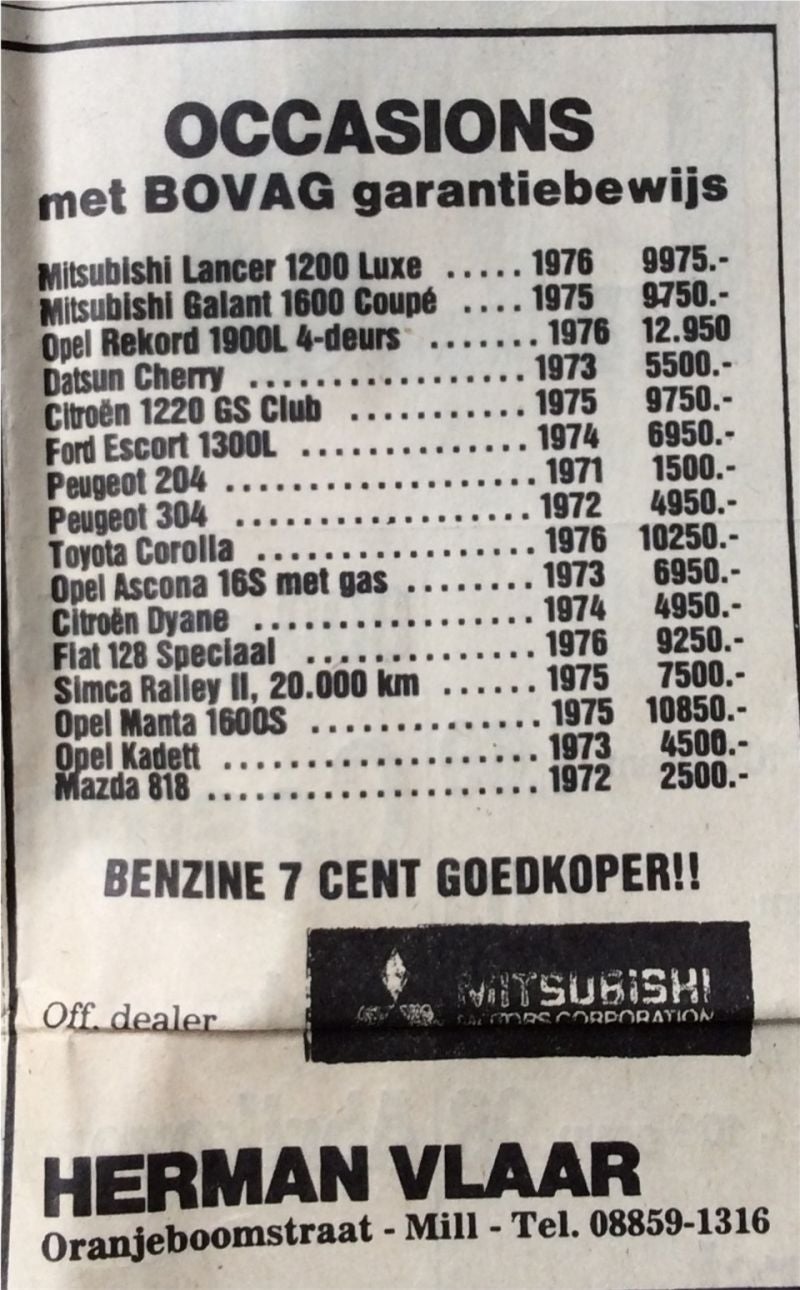 OCCASIONS
met BOVAG garantiebewijs
Mitsubishi Lancer 1200 Luxe ..... 1976 9975.-
Mitsubishi Galant 1600 Coupé .... 1975 9750.-
Opel Rekord 1900L 4-deurs ....... 1976 12.950
Datsun Cherry ................. 1973 5500.-
Citroën 1220 GS Club ........... 1975 9750.-
Ford Escort 1300L .............. 1974 6950.-
Peugeot 204 ................... 1971 1500.-
Peugeot 304 .................. 1972 4950.-
Toyota Corolla ................. 1976 10250.-
Opel Ascona 16S met gas ........ 1973 6950.-
Citroën Dyane ................. 1974 4950.-
Fiat 128 Speciaal .............. 1976 9250.-
Simca Ralley II, 20.000 km ...... 1975 7500.-
Opel Manta 1600S .............. 1975 10850.-
Opel Kadett ................... 1973 4500.-
Mazda 818 .................... 1972 2500.-
BENZINE 7 CENT GOEDKOPER!!
MITSUBISHI
MOTORS CORPORATION
Off. dealer
HERMAN VLAAR
Oranjeboomstraat - Mill - Tel. 08859-1316